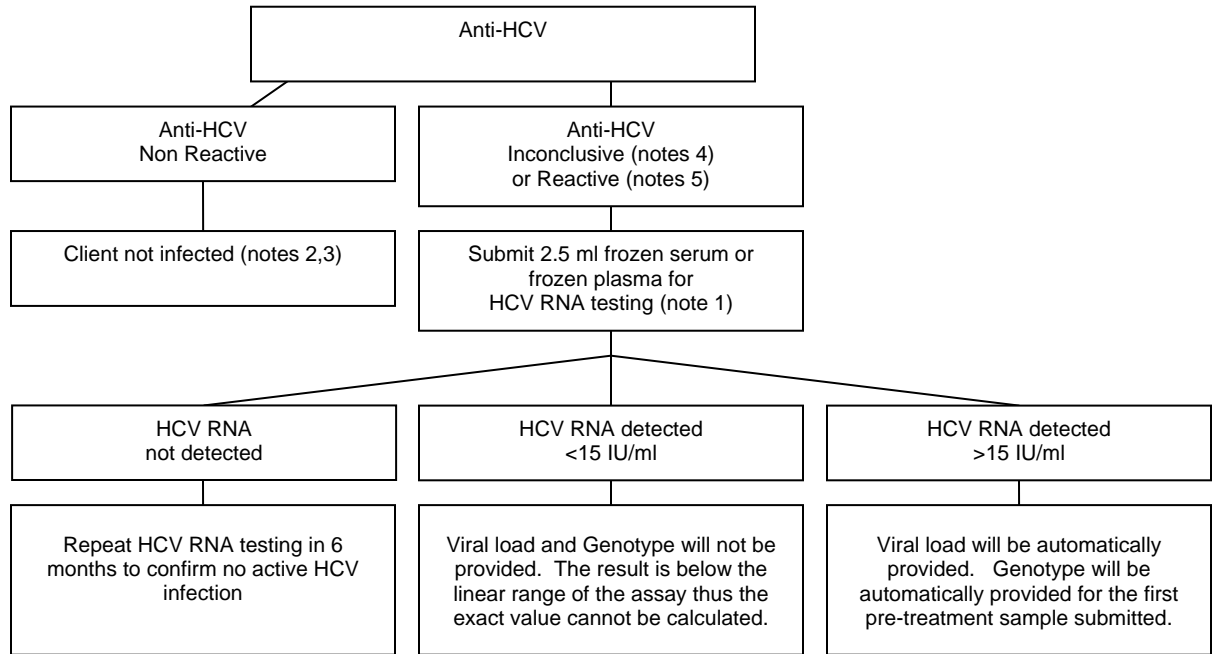 Anti-HCV
Anti-HCV
Non Reactive
Anti-HCV
Inconclusive (notes 4)
or Reactive (notes 5)
Client not infected (notes 2,3)
Submit 2.5 ml frozen serum or
frozen plasma for
HCV RNA testing (note 1)
HCV RNA
not detected
HCV RNA detected
<15 IU/ml
HCV RNA detected
>15 IU/ml
Repeat HCV RNA testing in 6
months to confirm no active HCV
infection
Viral load and Genotype will not be
provided.  The result is below the
linear range of the assay thus the
exact value cannot be calculated.
Viral load will be automatically
provided.   Genotype will be
automatically provided for the first
pre-treatment sample submitted.